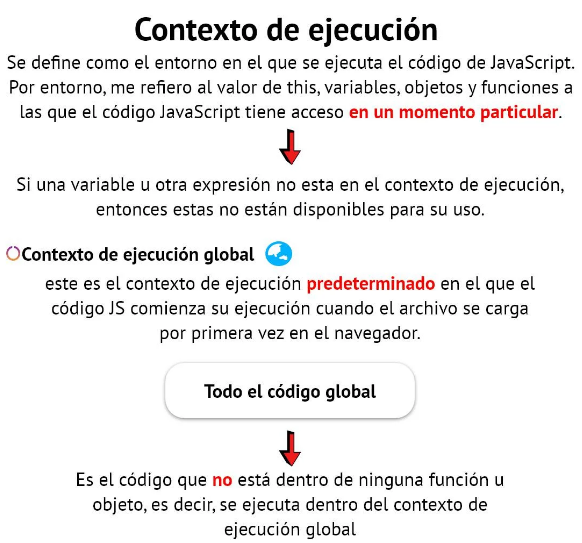 Contexto de ejecución
Se define como el entorno en el que se ejecuta el código de JavaScript.
Por entorno, me refiero al valor de this, variables, objetos y funciones a
las que el código JavaScript tiene acceso en un momento particular.
Si una variable u otra expresión no esta en el contexto de ejecución,
entonces estas no están disponibles para su uso.
Contexto de ejecución global
este es el contexto de ejecución predeterminado en el que el
código JS comienza su ejecución cuando el archivo se carga
por primera vez en el navegador.
Todo el código global
Es el código que no está dentro de ninguna función u
objeto, es decir, se ejecuta dentro del contexto de
ejecución global